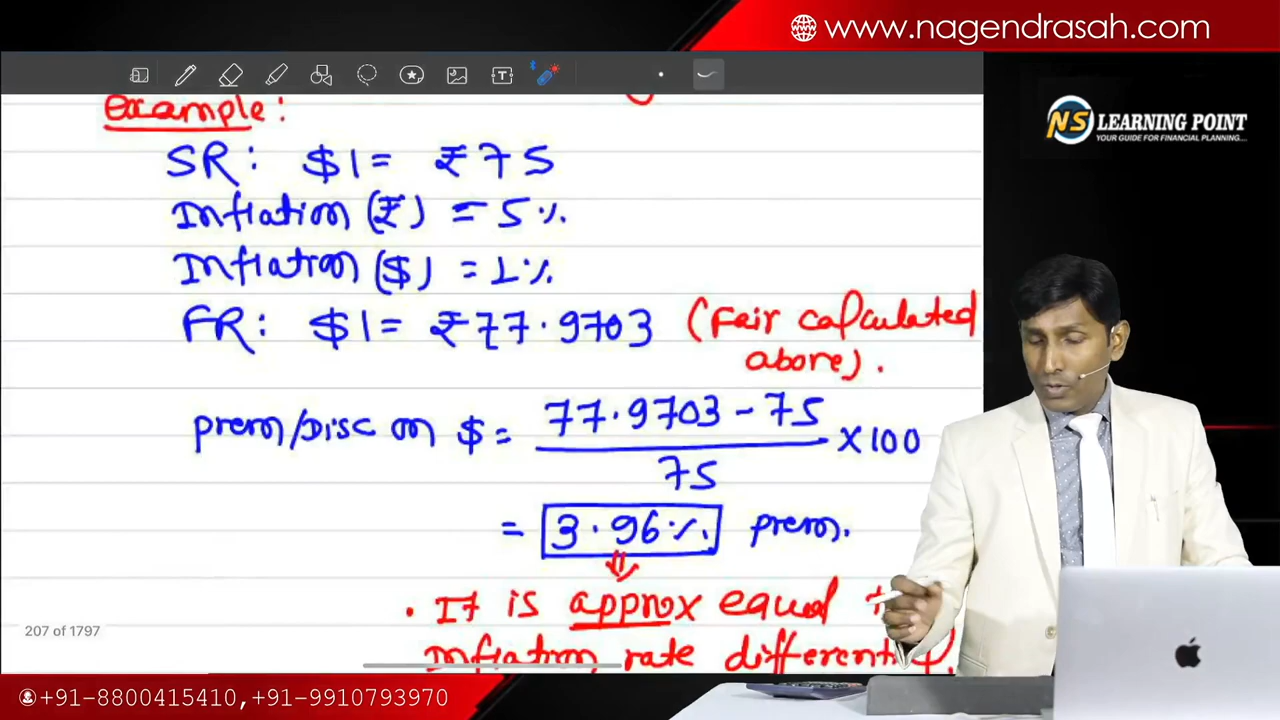 www.nagendrasah.com
NS LEARNING POINT
YOUR GUIDE FOR FINANCIAL PLANNING...
Example:
SR: $1 = ₹75
Inflation (₹) = 5%
Inflation ($) = 1%
FR: $1 = ₹77.9703 (Fair calculated
above).
prem/Disc on $ = 77.9703 - 75
75
× 100
= 3.96% prem.
. It is approx equal
inflation rate differential
207 of 1797
+91-8800415410,+91-9910793970